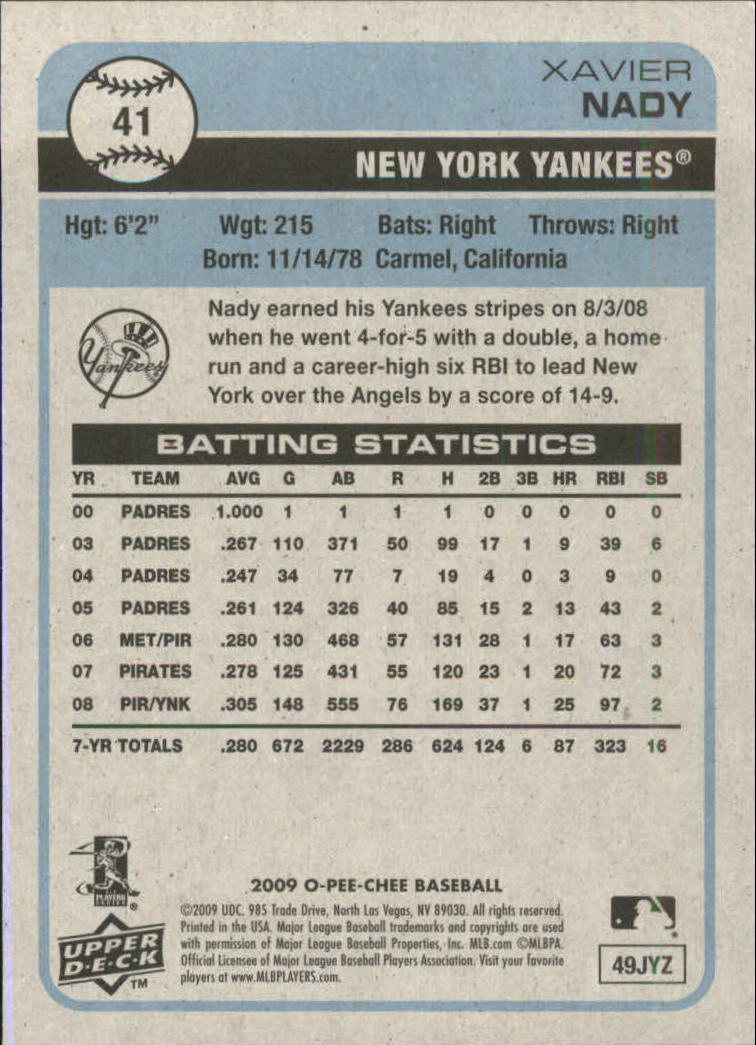 41
XAVIER
NADY
NEW YORK YANKEES®
Hgt: 6'2" Wgt: 215 Bats: Right Throws: Right
Born: 11/14/78 Carmel, California
Yankees
Nady earned his Yankees stripes on 8/3/08
when he went 4-for-5 with a double, a home
run and a career-high six RBI to lead New
York over the Angels by a score of 14-9.
BATTING STATISTICS
YR TEAM AVG G AB R H 2B 3B HR RBI SB
00 PADRES 1.000 1 1 1 1 0 0 0 0 0
03 PADRES .267 110 371 50 99 17 1 9 39 6
04 PADRES .247 34 77 7 19 4 0 3 9 0
05 PADRES .261 124 326 40 85 15 2 13 43 2
06 MET/PIR .280 130 468 57 131 28 1 17 63 3
07 PIRATES .278 125 431 55 120 23 1 20 72 3
08 PIR/YNK .305 148 555 76 169 37 1 25 97 2
7-YR TOTALS .280 672 2229 286 624 124 6 87 323 16
PLAYERS
®
UPPER
D·E·C·K
TM
2009 O-PEE-CHEE BASEBALL
©2009 UDC. 985 Trade Drive, North Las Vegas, NV 89030. All rights reserved.
Printed in the USA. Major League Baseball trademarks and copyrights are used
with permission of Major League Baseball Properties, Inc. MLB.com ©MLBPA.
Official Licensee of Major League Baseball Players Association. Visit your favorite
players at www.MLBPLAYERS.com.
49JYZ